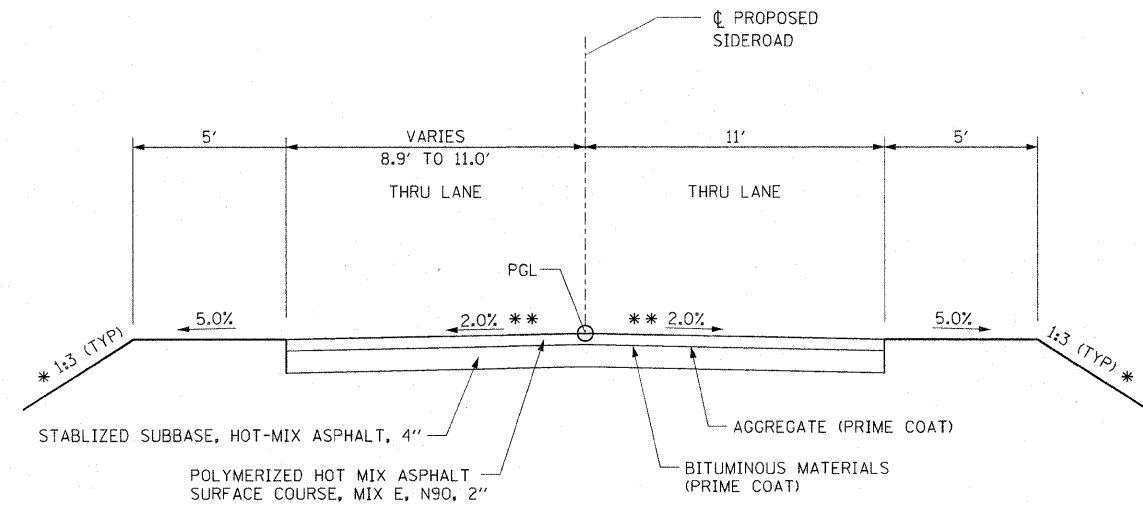 ℄ PROPOSED
SIDEROAD
5'
VARIES
11'
5'
8.9' TO 11.0'
THRU LANE
THRU LANE
PGL
5.0%
2.0% **
** 2.0%
5.0%
* 1:3 (TYP)
1:3 (TYP) *
STABLIZED SUBBASE, HOT-MIX ASPHALT, 4"
AGGREGATE (PRIME COAT)
POLYMERIZED HOT MIX ASPHALT
SURFACE COURSE, MIX E, N90, 2"
BITUMINOUS MATERIALS
(PRIME COAT)